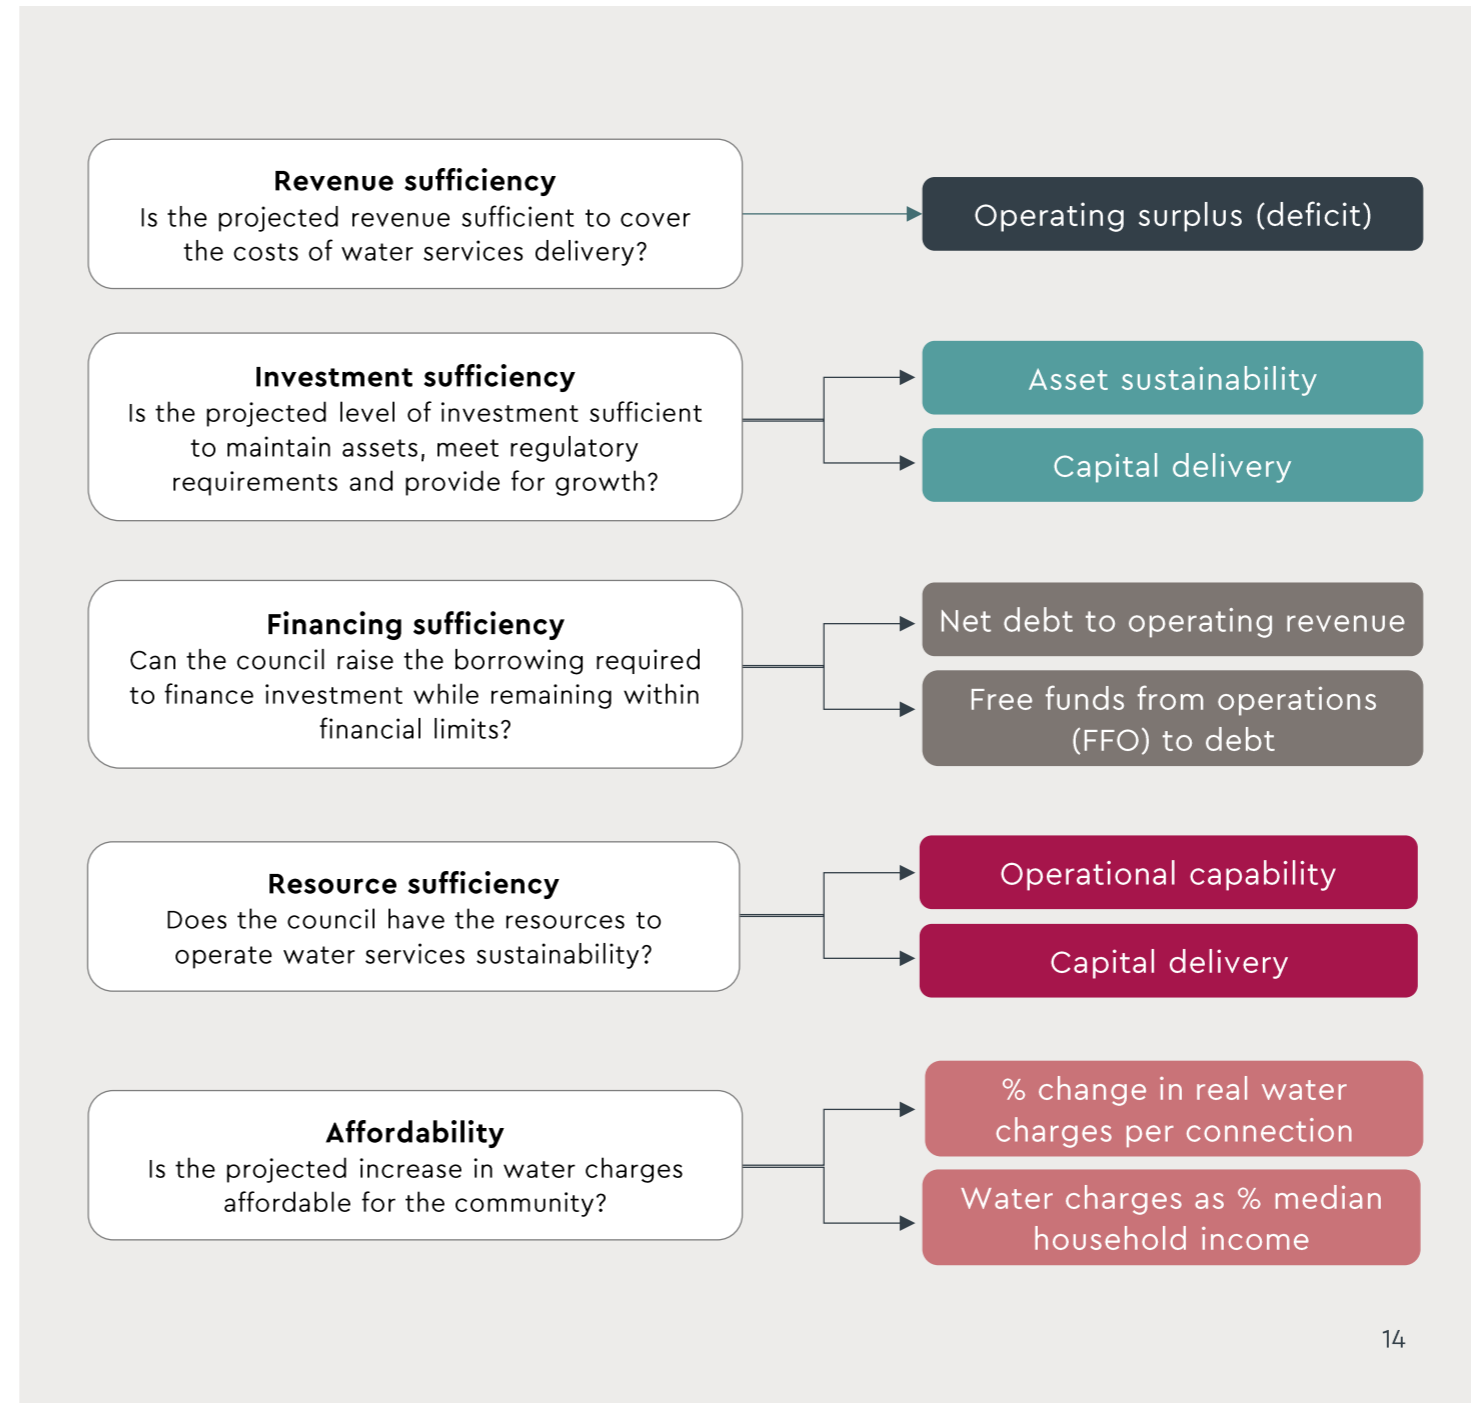 Revenue sufficiency
Is the projected revenue sufficient to cover
the costs of water services delivery?
Operating surplus (deficit)
Investment sufficiency
Is the projected level of investment sufficient
to maintain assets, meet regulatory
requirements and provide for growth?
Asset sustainability
Capital delivery
Financing sufficiency
Can the council raise the borrowing required
to finance investment while remaining within
financial limits?
Net debt to operating revenue
Free funds from operations
(FFO) to debt
Resource sufficiency
Does the council have the resources to
operate water services sustainability?
Operational capability
Capital delivery
Affordability
Is the projected increase in water charges
affordable for the community?
% change in real water
charges per connection
Water charges as % median
household income
14